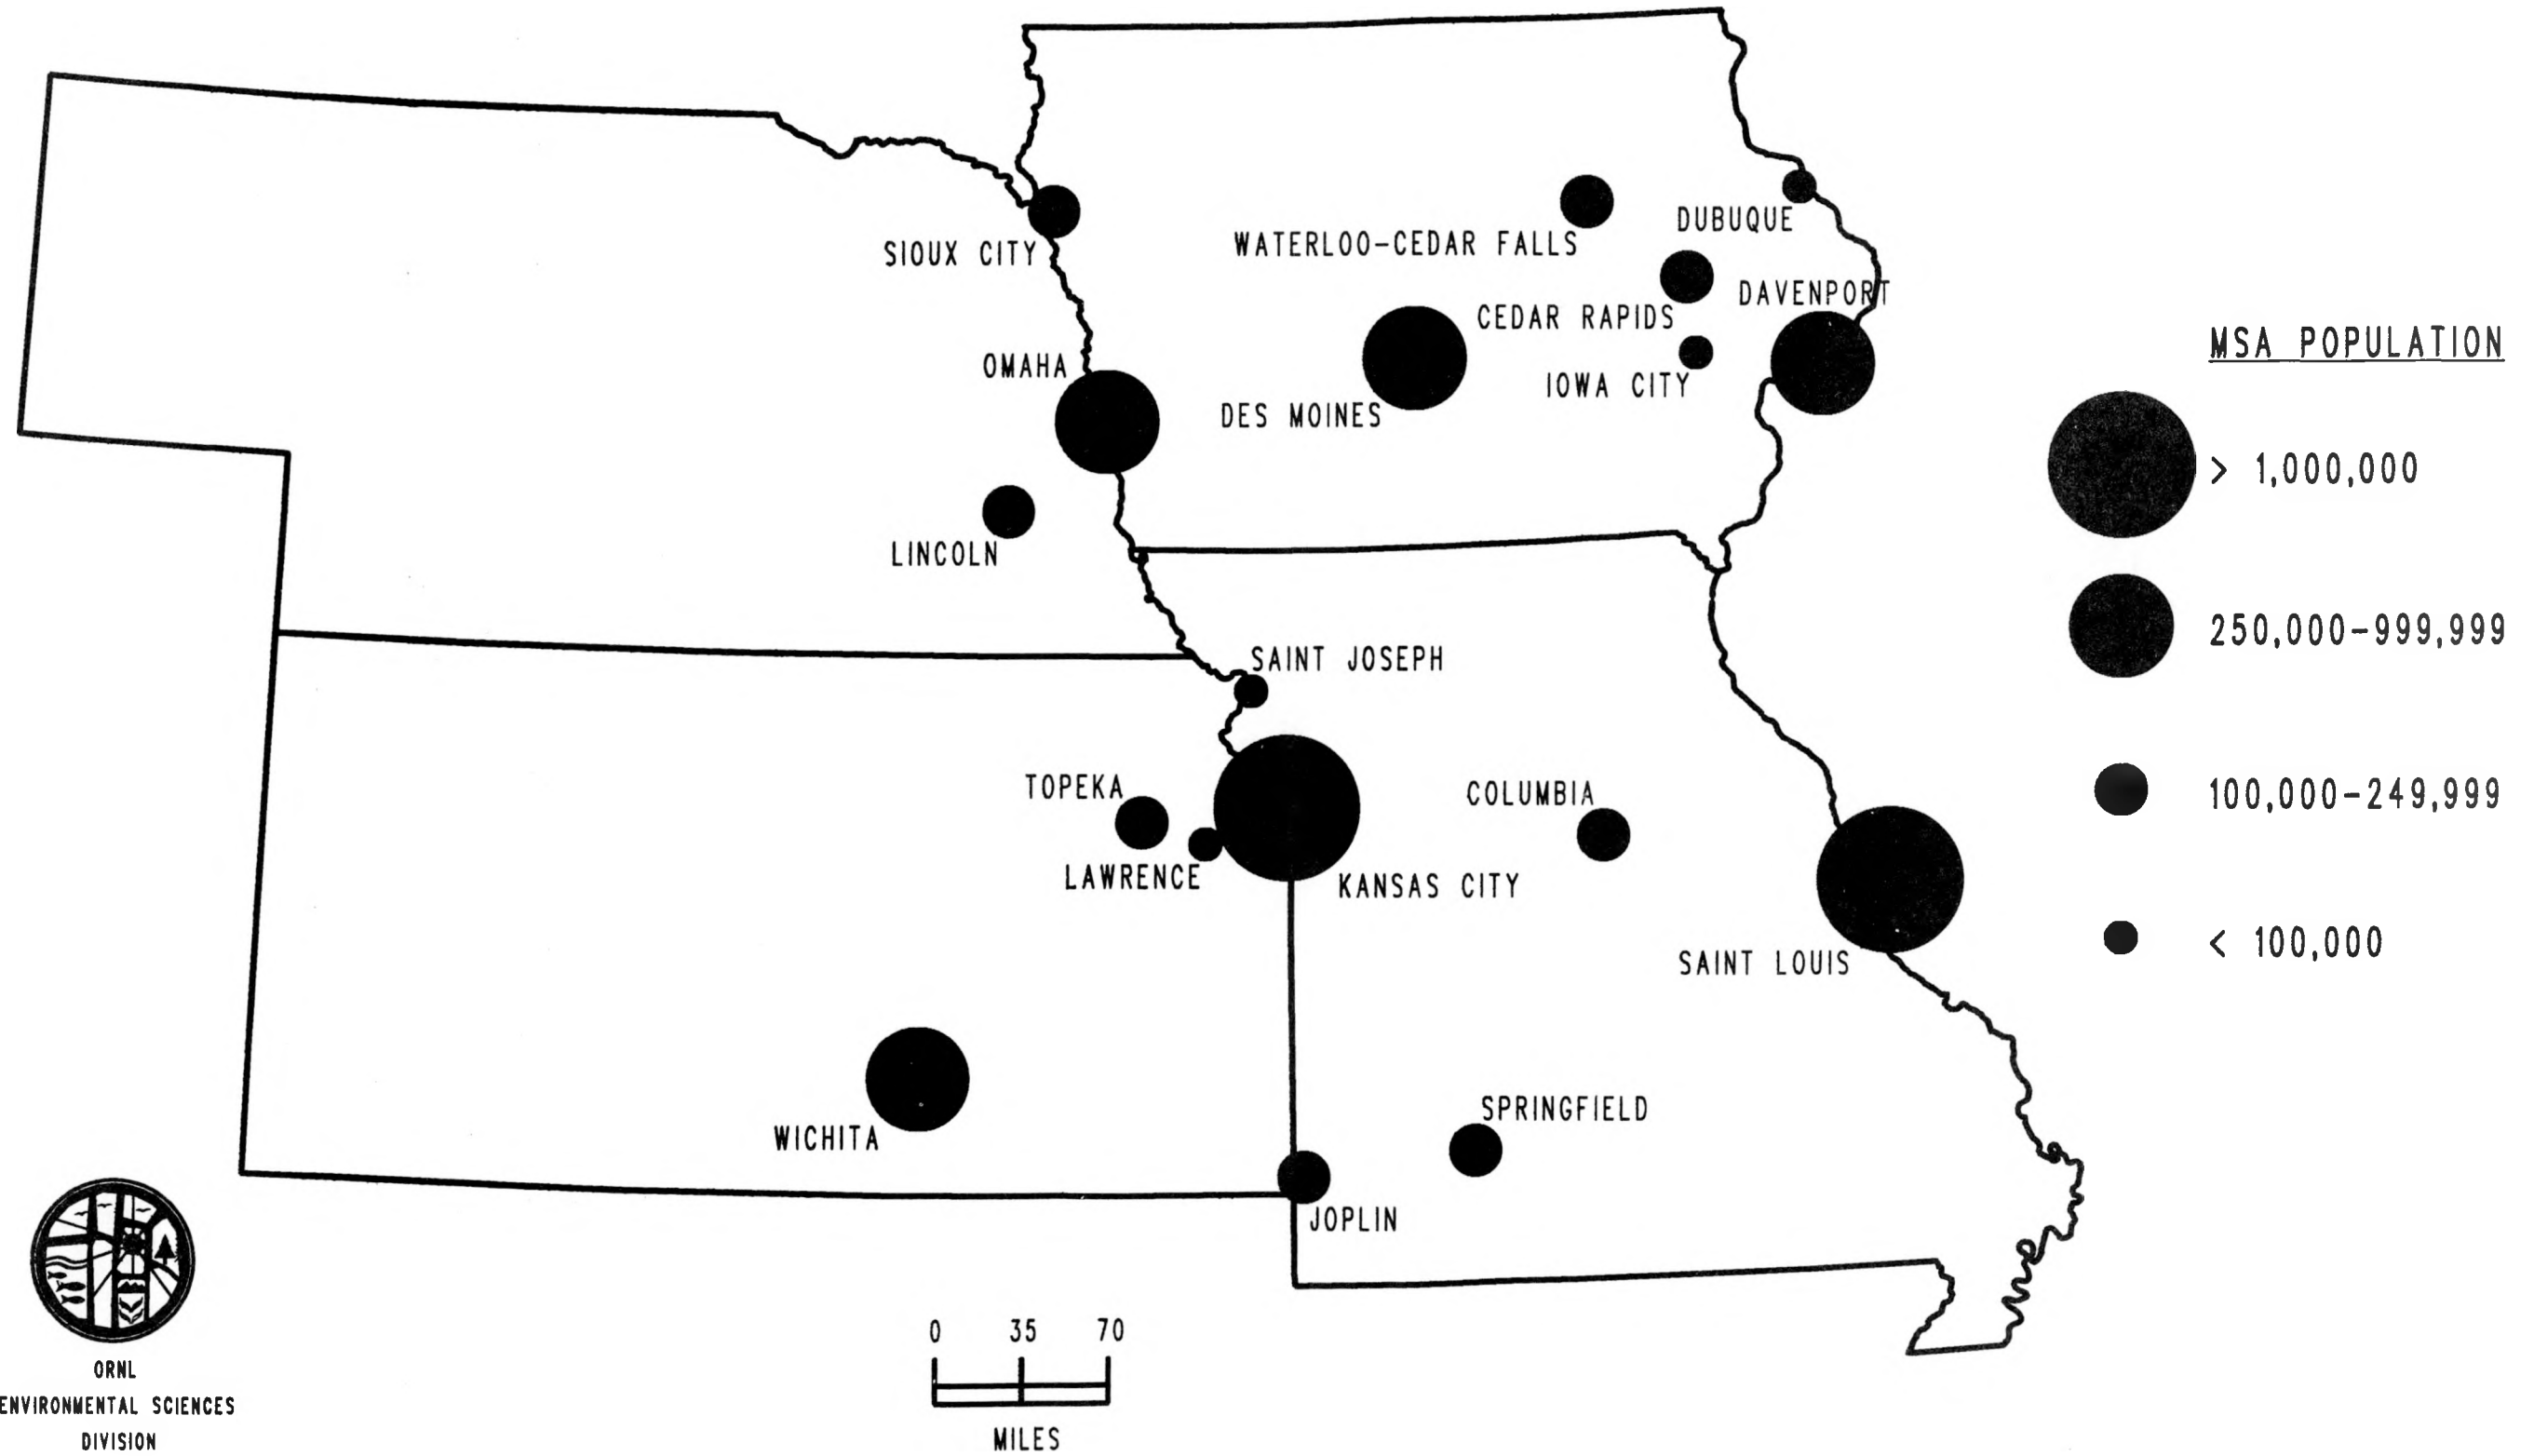 SIOUX CITY
WATERLOO-CEDAR FALLS
DUBUQUE
CEDAR RAPIDS
DAVENPORT
IOWA CITY
OMAHA
DES MOINES
LINCOLN
SAINT JOSEPH
TOPEKA
LAWRENCE
KANSAS CITY
COLUMBIA
SAINT LOUIS
WICHITA
SPRINGFIELD
JOPLIN
MSA POPULATION
> 1,000,000
250,000-999,999
100,000-249,999
< 100,000
0 35 70
MILES
ORNL
ENVIRONMENTAL SCIENCES
DIVISION